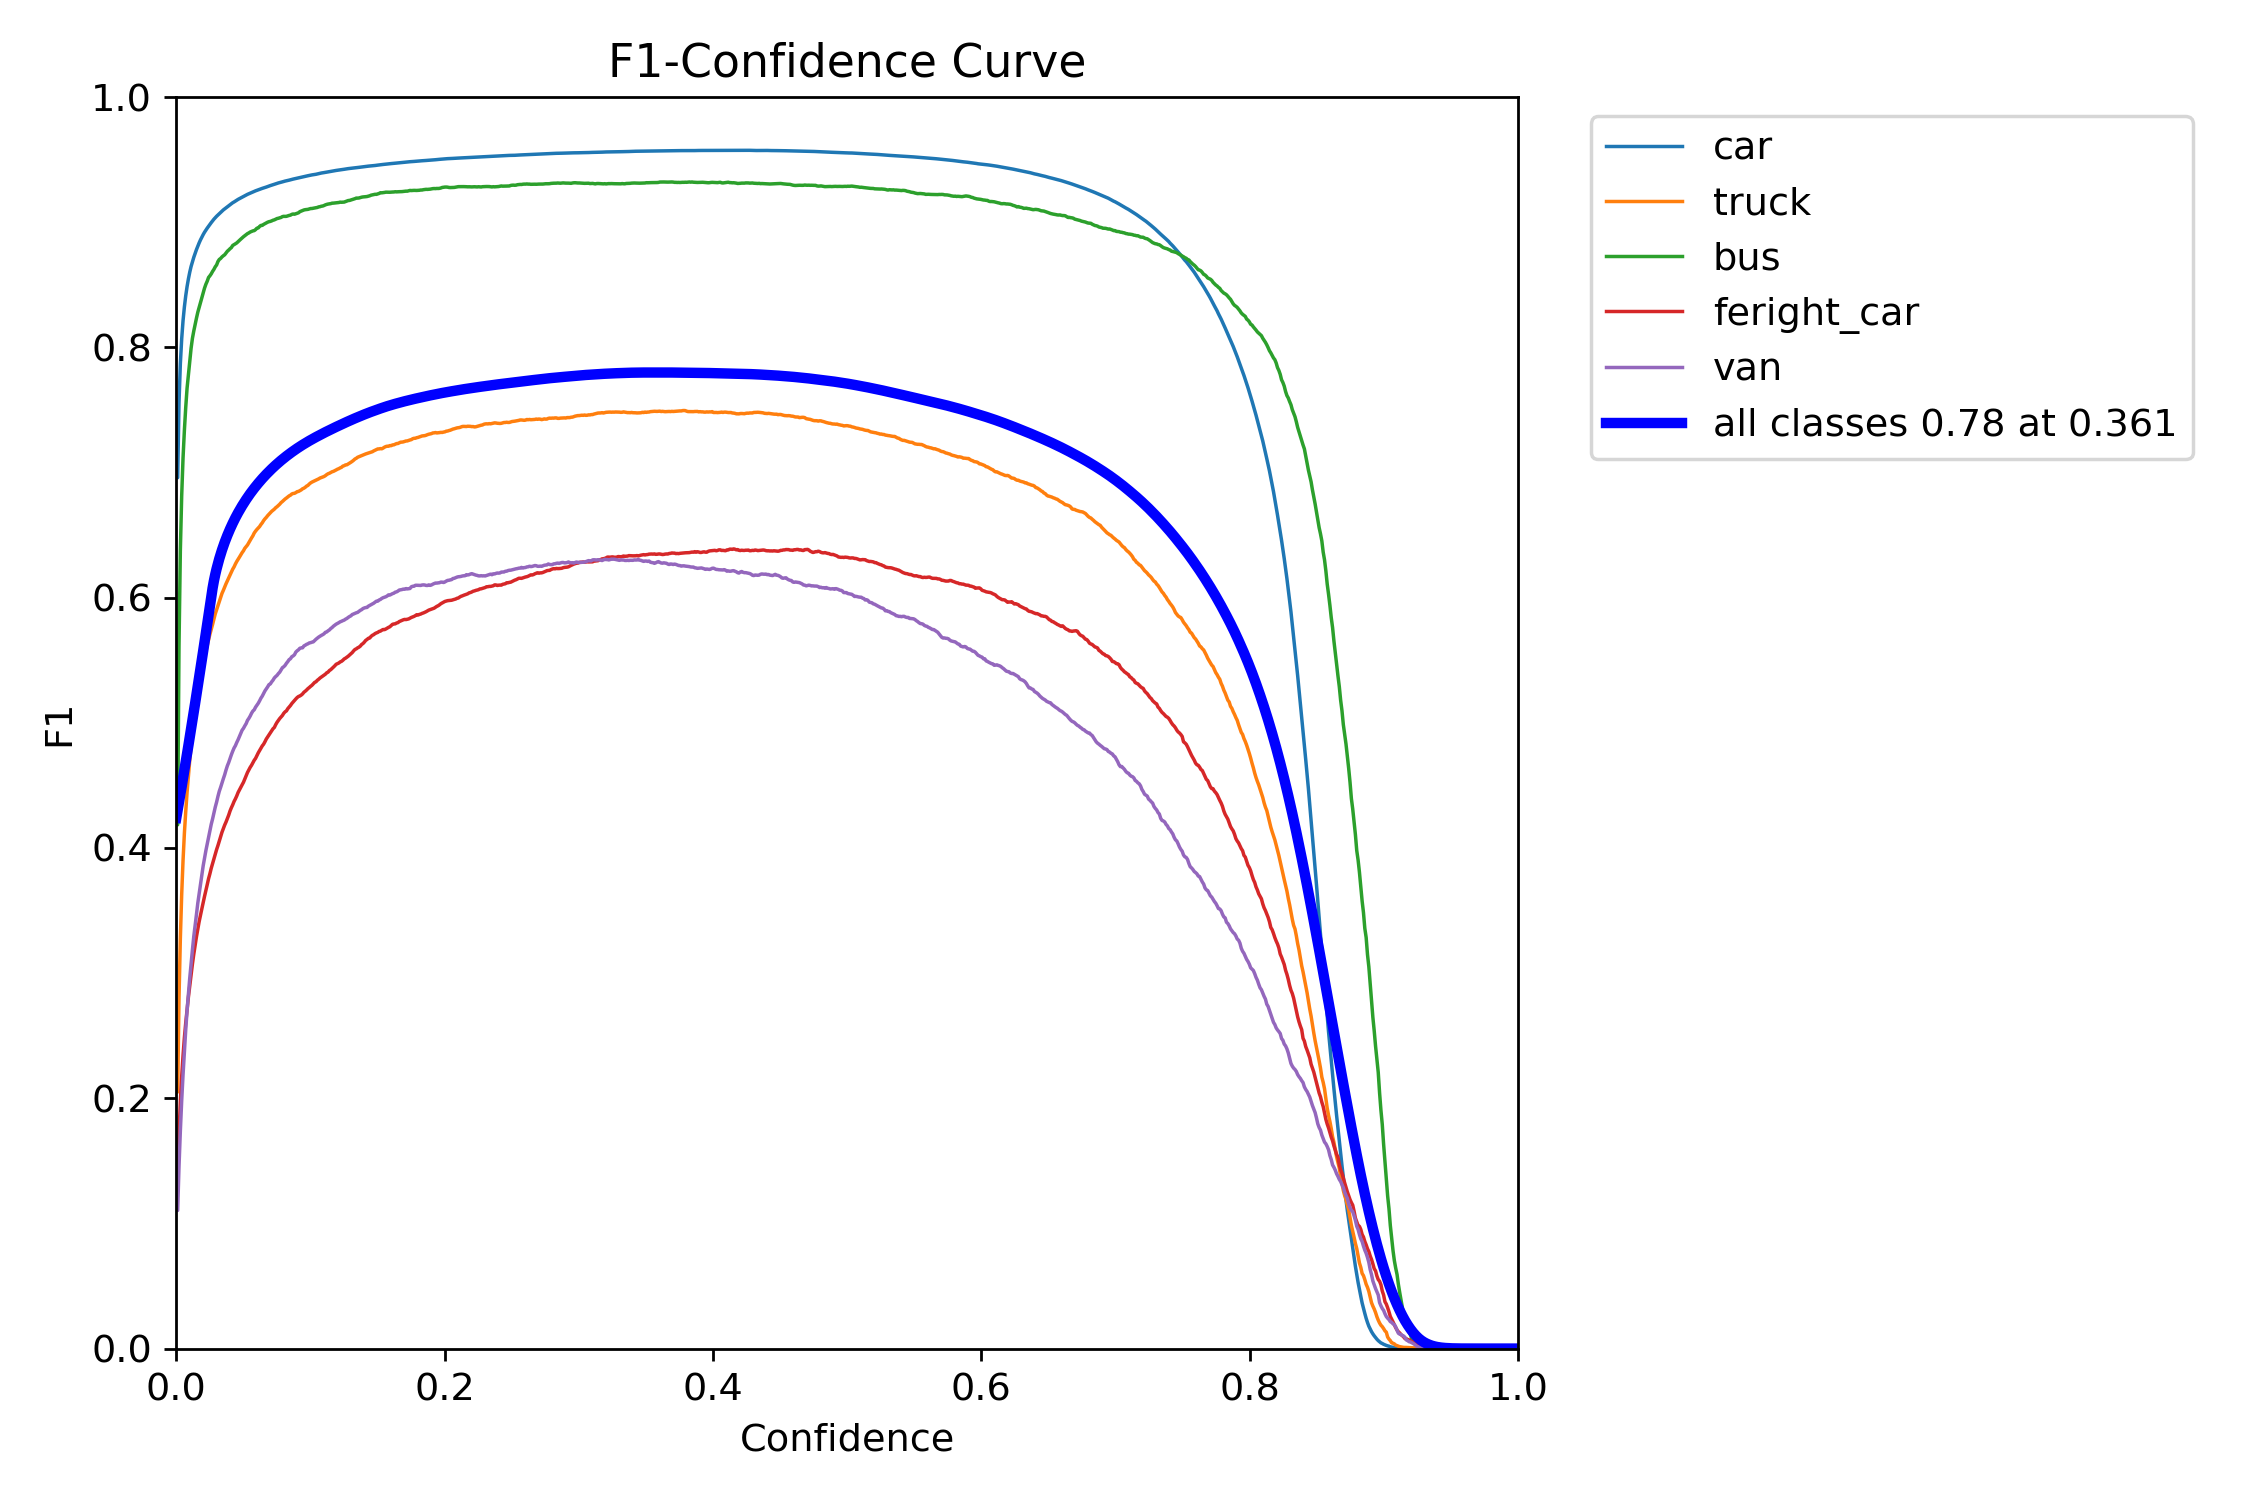 F1-Confidence Curve
1.0
0.8
0.6
0.4
0.2
0.0
F1
0.0 0.2 0.4 0.6 0.8 1.0
Confidence
car
truck
bus
feright_car
van
all classes 0.78 at 0.361